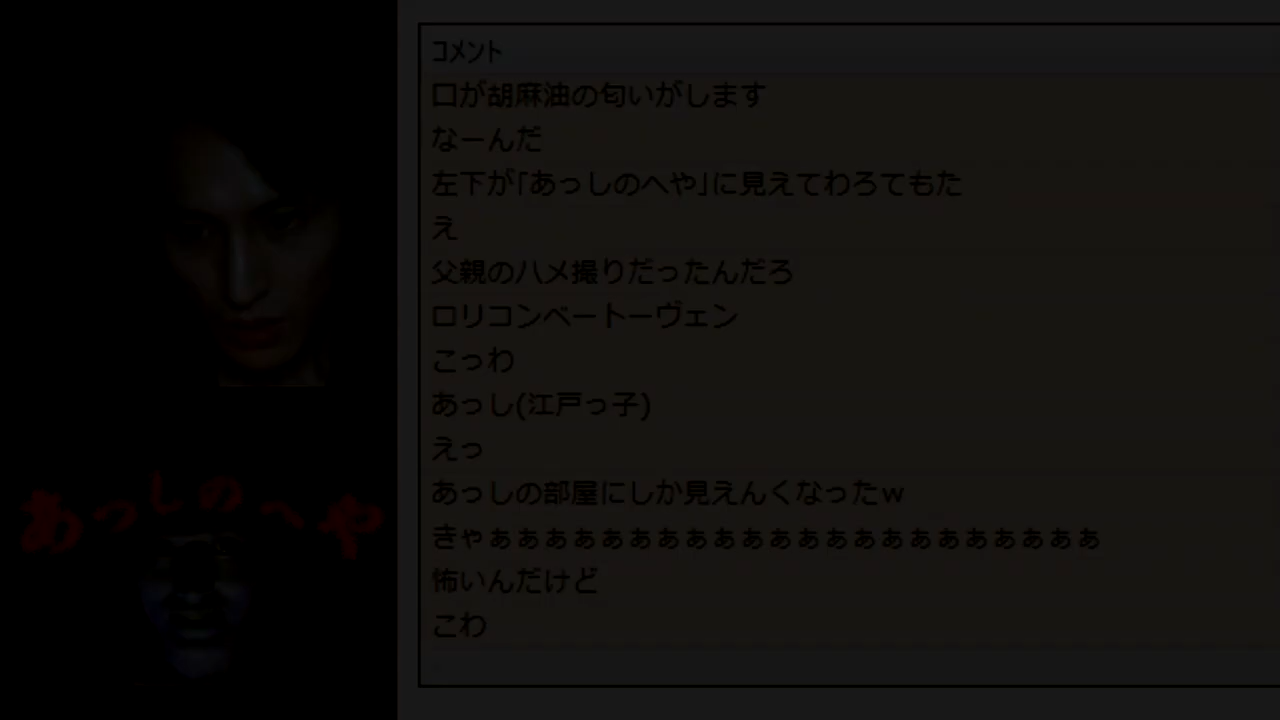 コメント
口が胡麻油の匂いがします
なーんだ
左下が｢あっしのへや｣に見えてわろてもた
え
父親のハメ撮りだったんだろ
ロリコンベートーヴェン
こっわ
あっし(江戸っ子)
えっ
あっしの部屋にしか見えんくなったw
きゃぁぁぁぁぁぁぁぁぁぁぁぁぁぁぁぁぁぁぁぁぁぁ
怖いんだけど
こわ
あっしのへや